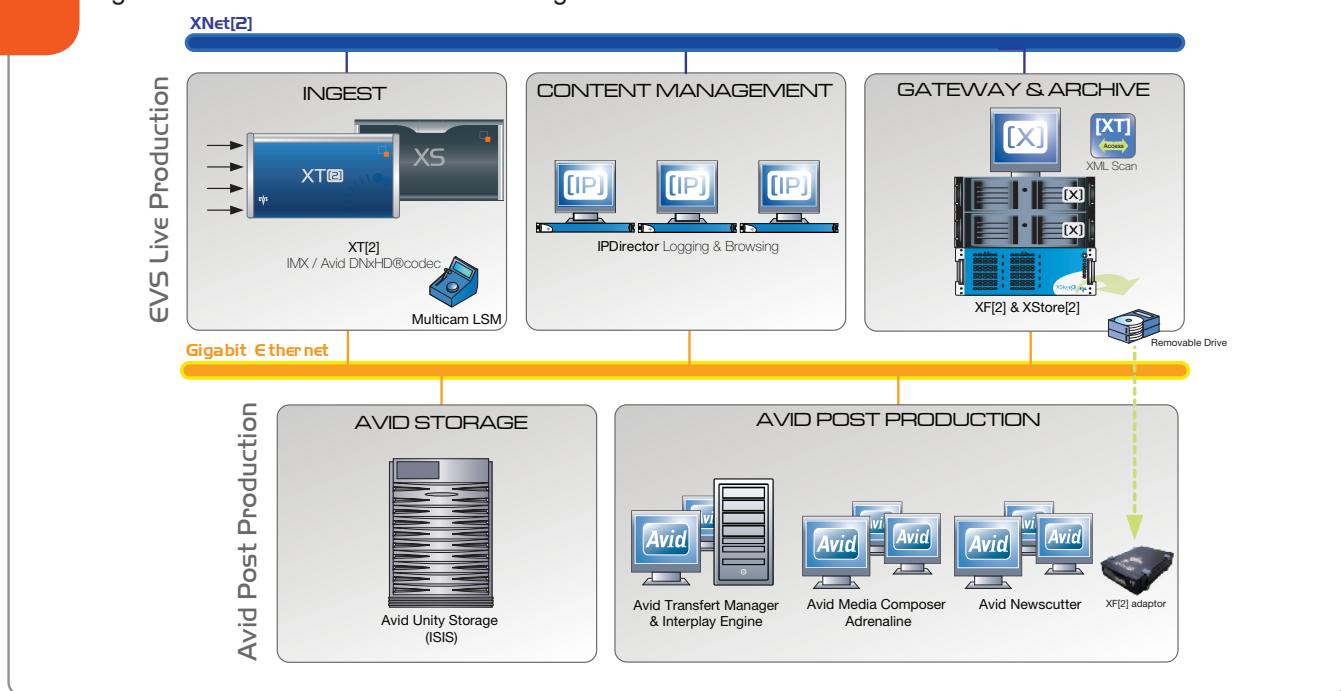 XNet[2]
EVS Live Production
INGEST
XS
XT[2]
evs
XT[2]
IMX / Avid DNxHD®codec
Multicam LSM
CONTENT MANAGEMENT
[IP]
[IP]
[IP]
IPDirector Logging & Browsing
GATEWAY & ARCHIVE
[X]
[XT]
Access
XML Scan
[X]
[X]
XStore[2]
XF[2] & XStore[2]
Removable Drive
Gigabit Ethernet
Avid Post Production
AVID STORAGE
Avid Unity Storage
(ISIS)
AVID POST PRODUCTION
Avid
Avid
Avid
Avid
Avid
Avid Transfert Manager
& Interplay Engine
Avid Media Composer
Adrenaline
Avid Newscutter
XF[2] adaptor